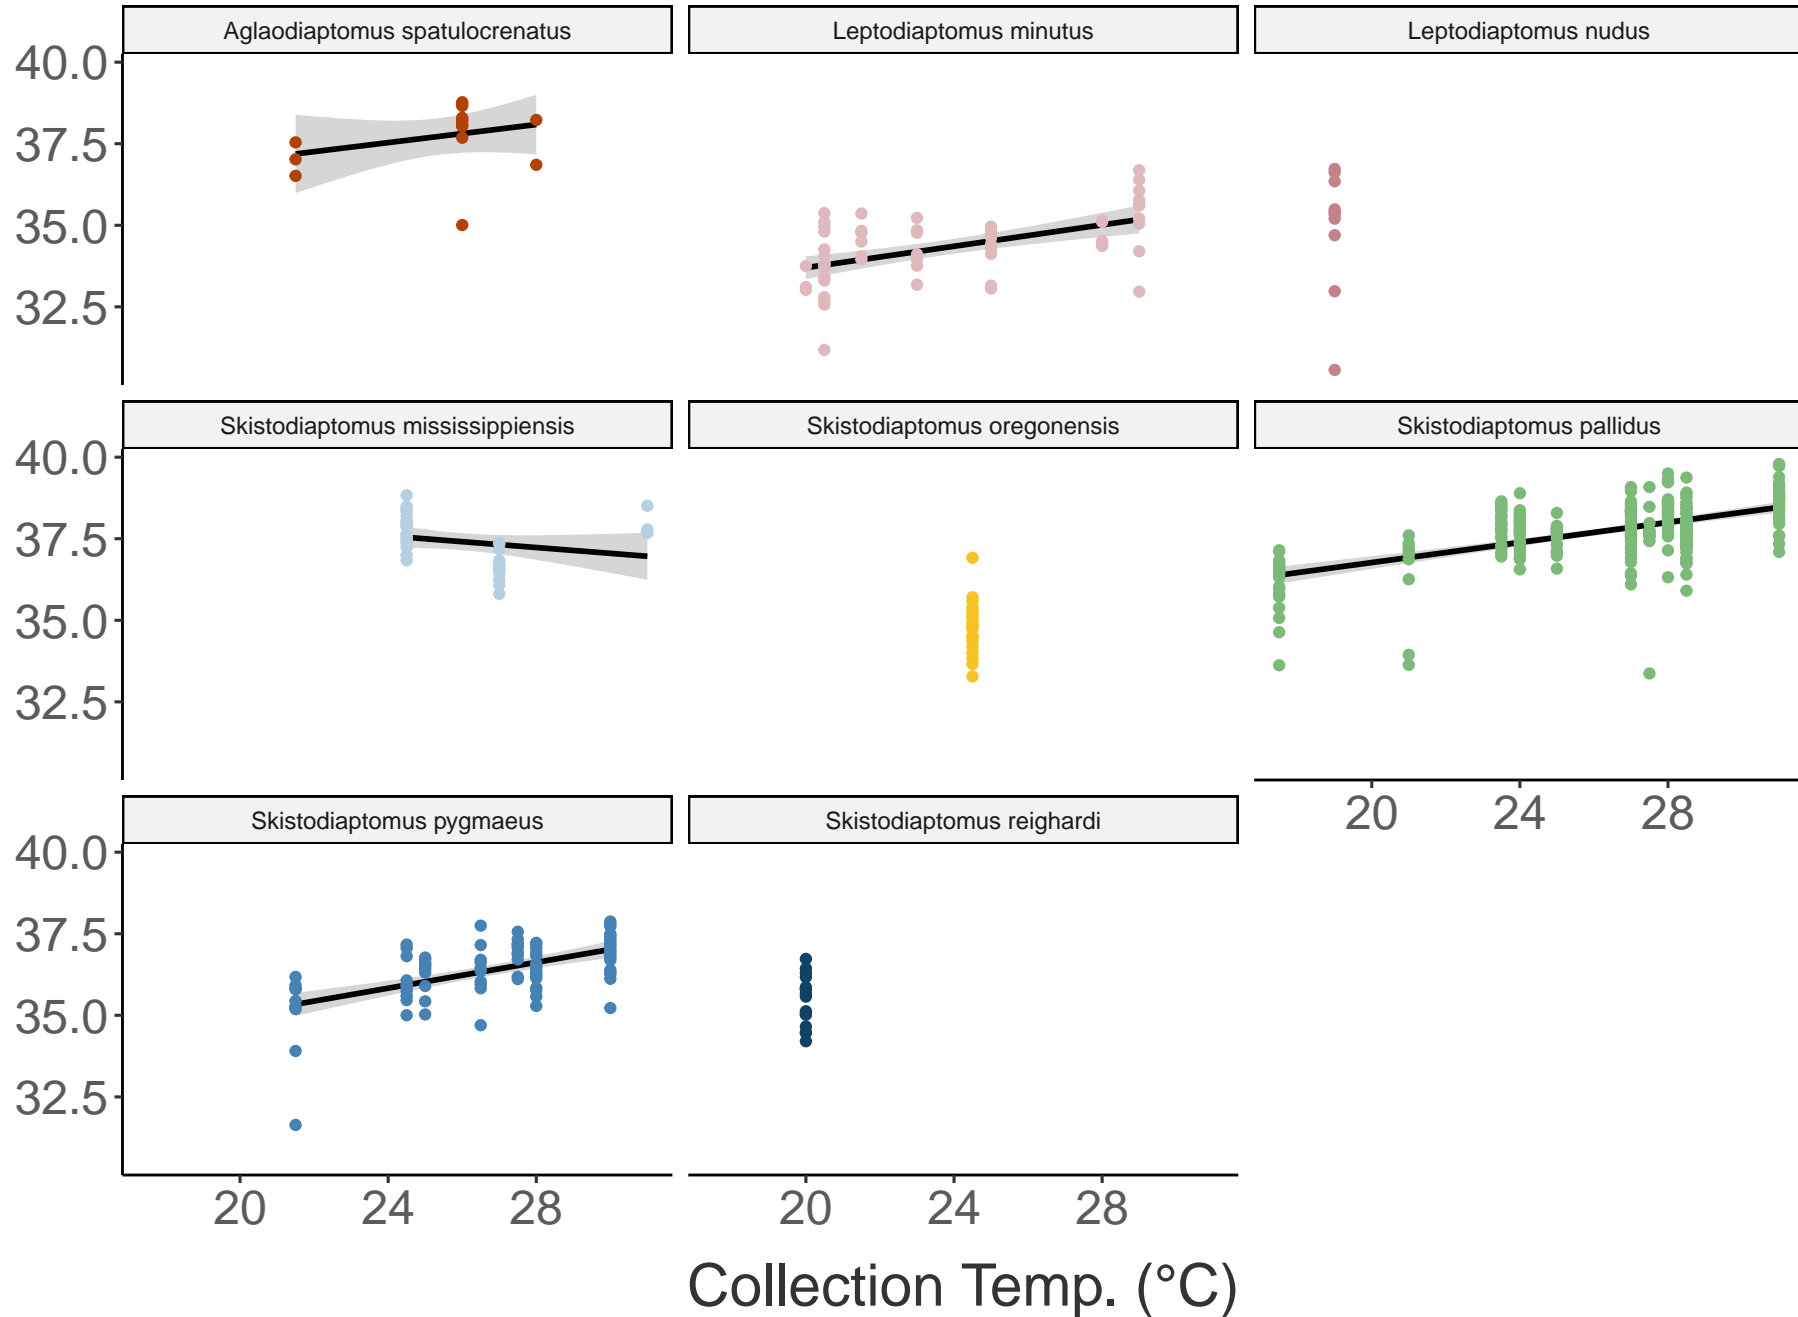 Aglaodiaptomus spatulocrenatus Leptodiaptomus minutus Leptodiaptomus nudus
40.0
37.5
35.0
32.5
Skistodiaptomus mississippiensis Skistodiaptomus oregonensis Skistodiaptomus pallidus
40.0
37.5
35.0
32.5
20 24 28
Skistodiaptomus pygmaeus Skistodiaptomus reighardi
40.0
37.5
35.0
32.5
20 24 28 20 24 28
Collection Temp. (°C)